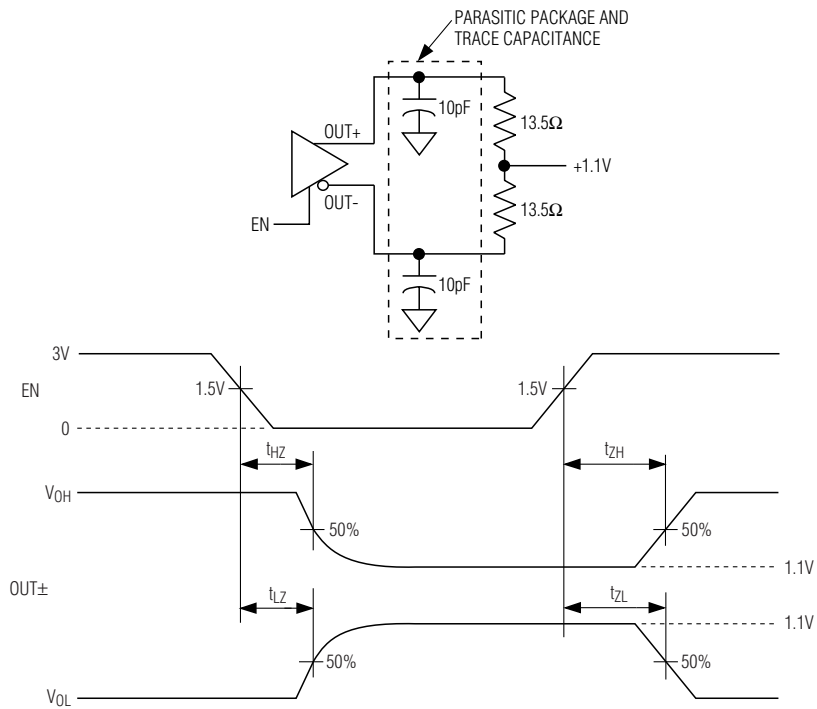 PARASITIC PACKAGE AND
TRACE CAPACITANCE
10pF
13.5Ω
OUT+
+1.1V
OUT-
13.5Ω
EN
10pF
3V
EN
1.5V
1.5V
0
tHZ
tZH
VOH
50%
50%
1.1V
OUT±
tLZ
tZL
1.1V
50%
50%
VOL